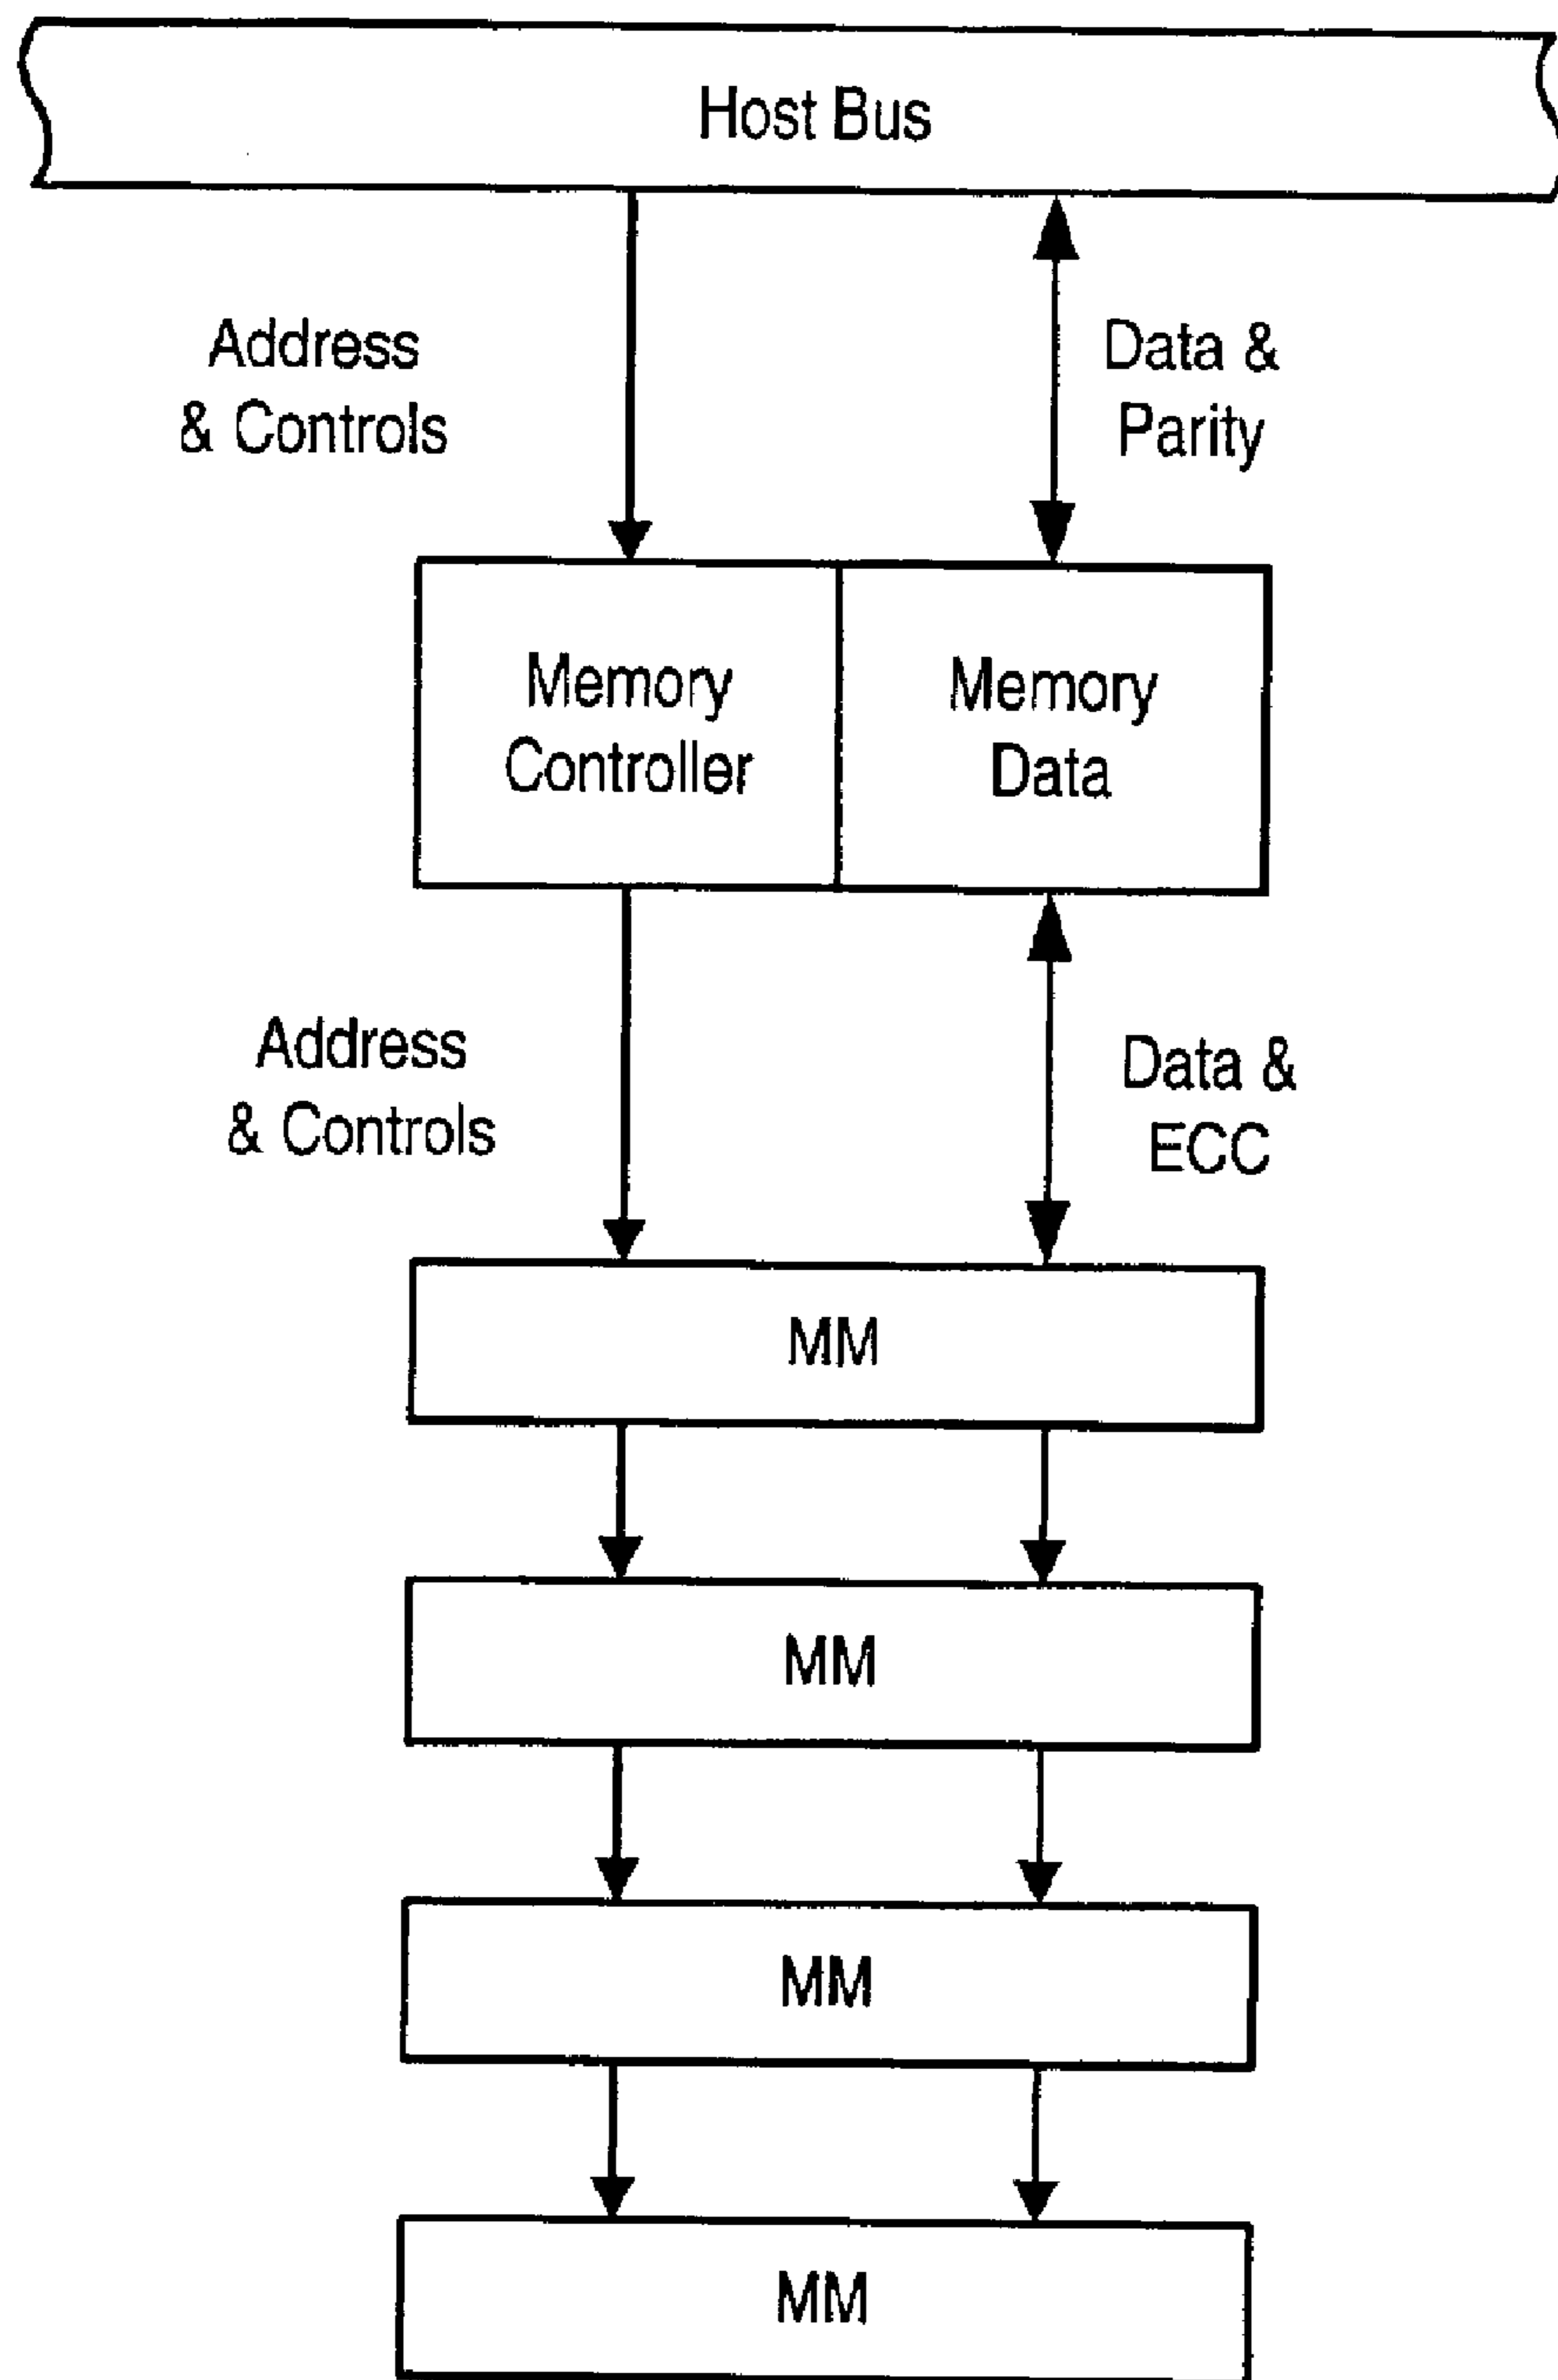 Host Bus
Address
& Controls
Data &
Parity
Memory
Controller
Memory
Data
Address
& Controls
Data &
ECC
MM
MM
MM
MM